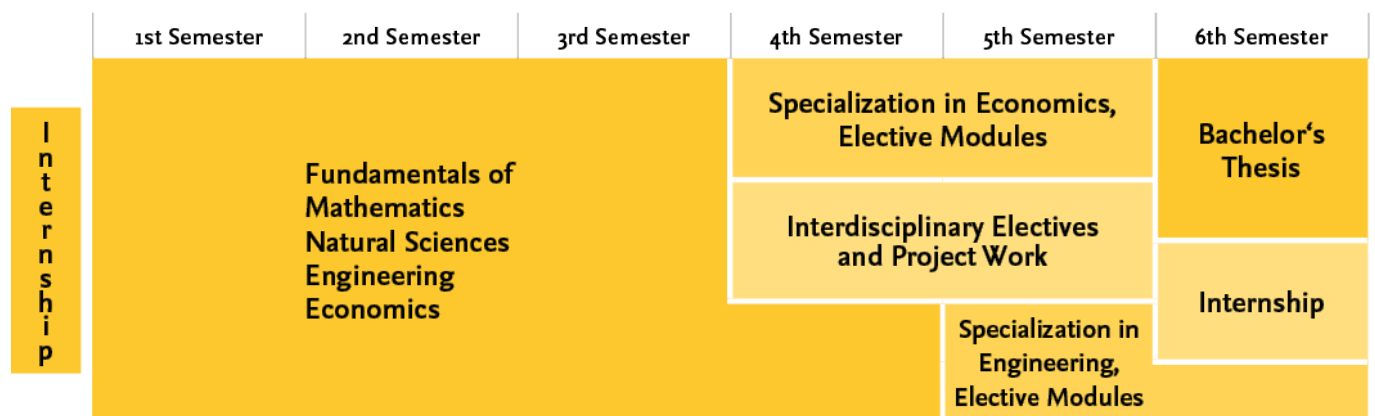 1st Semester 2nd Semester 3rd Semester 4th Semester 5th Semester 6th Semester
Internship
Fundamentals of
Mathematics
Natural Sciences
Engineering
Economics
Specialization in Economics,
Elective Modules
Interdisciplinary Electives
and Project Work
Specialization in
Engineering,
Elective Modules
Bachelor‘s
Thesis
Internship